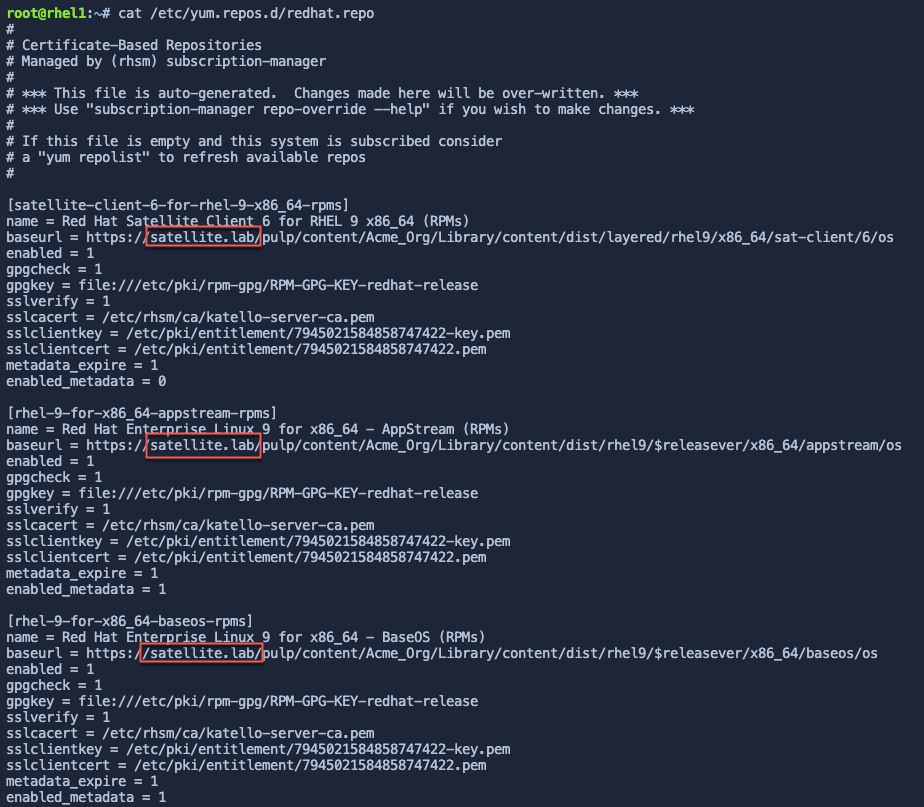 root@rhel1:~# cat /etc/yum.repos.d/redhat.repo
#
# Certificate-Based Repositories
# Managed by (rhsm) subscription-manager
#
# *** This file is auto-generated.  Changes made here will be over-written. ***
# *** Use "subscription-manager repo-override --help" if you wish to make changes. ***
#
# If this file is empty and this system is subscribed consider
# a "yum repolist" to refresh available repos
#

[satellite-client-6-for-rhel-9-x86_64-rpms]
name = Red Hat Satellite Client 6 for RHEL 9 x86_64 (RPMs)
baseurl = https://satellite.lab/pulp/content/Acme_Org/Library/content/dist/layered/rhel9/x86_64/sat-client/6/os
enabled = 1
gpgcheck = 1
gpgkey = file:///etc/pki/rpm-gpg/RPM-GPG-KEY-redhat-release
sslverify = 1
sslcacert = /etc/rhsm/ca/katello-server-ca.pem
sslclientkey = /etc/pki/entitlement/7945021584858747422-key.pem
sslclientcert = /etc/pki/entitlement/7945021584858747422.pem
metadata_expire = 1
enabled_metadata = 0

[rhel-9-for-x86_64-appstream-rpms]
name = Red Hat Enterprise Linux 9 for x86_64 - AppStream (RPMs)
baseurl = https://satellite.lab/pulp/content/Acme_Org/Library/content/dist/rhel9/$releasever/x86_64/appstream/os
enabled = 1
gpgcheck = 1
gpgkey = file:///etc/pki/rpm-gpg/RPM-GPG-KEY-redhat-release
sslverify = 1
sslcacert = /etc/rhsm/ca/katello-server-ca.pem
sslclientkey = /etc/pki/entitlement/7945021584858747422-key.pem
sslclientcert = /etc/pki/entitlement/7945021584858747422.pem
metadata_expire = 1
enabled_metadata = 1

[rhel-9-for-x86_64-baseos-rpms]
name = Red Hat Enterprise Linux 9 for x86_64 - BaseOS (RPMs)
baseurl = https://satellite.lab/pulp/content/Acme_Org/Library/content/dist/rhel9/$releasever/x86_64/baseos/os
enabled = 1
gpgcheck = 1
gpgkey = file:///etc/pki/rpm-gpg/RPM-GPG-KEY-redhat-release
sslverify = 1
sslcacert = /etc/rhsm/ca/katello-server-ca.pem
sslclientkey = /etc/pki/entitlement/7945021584858747422-key.pem
sslclientcert = /etc/pki/entitlement/7945021584858747422.pem
metadata_expire = 1
enabled_metadata = 1